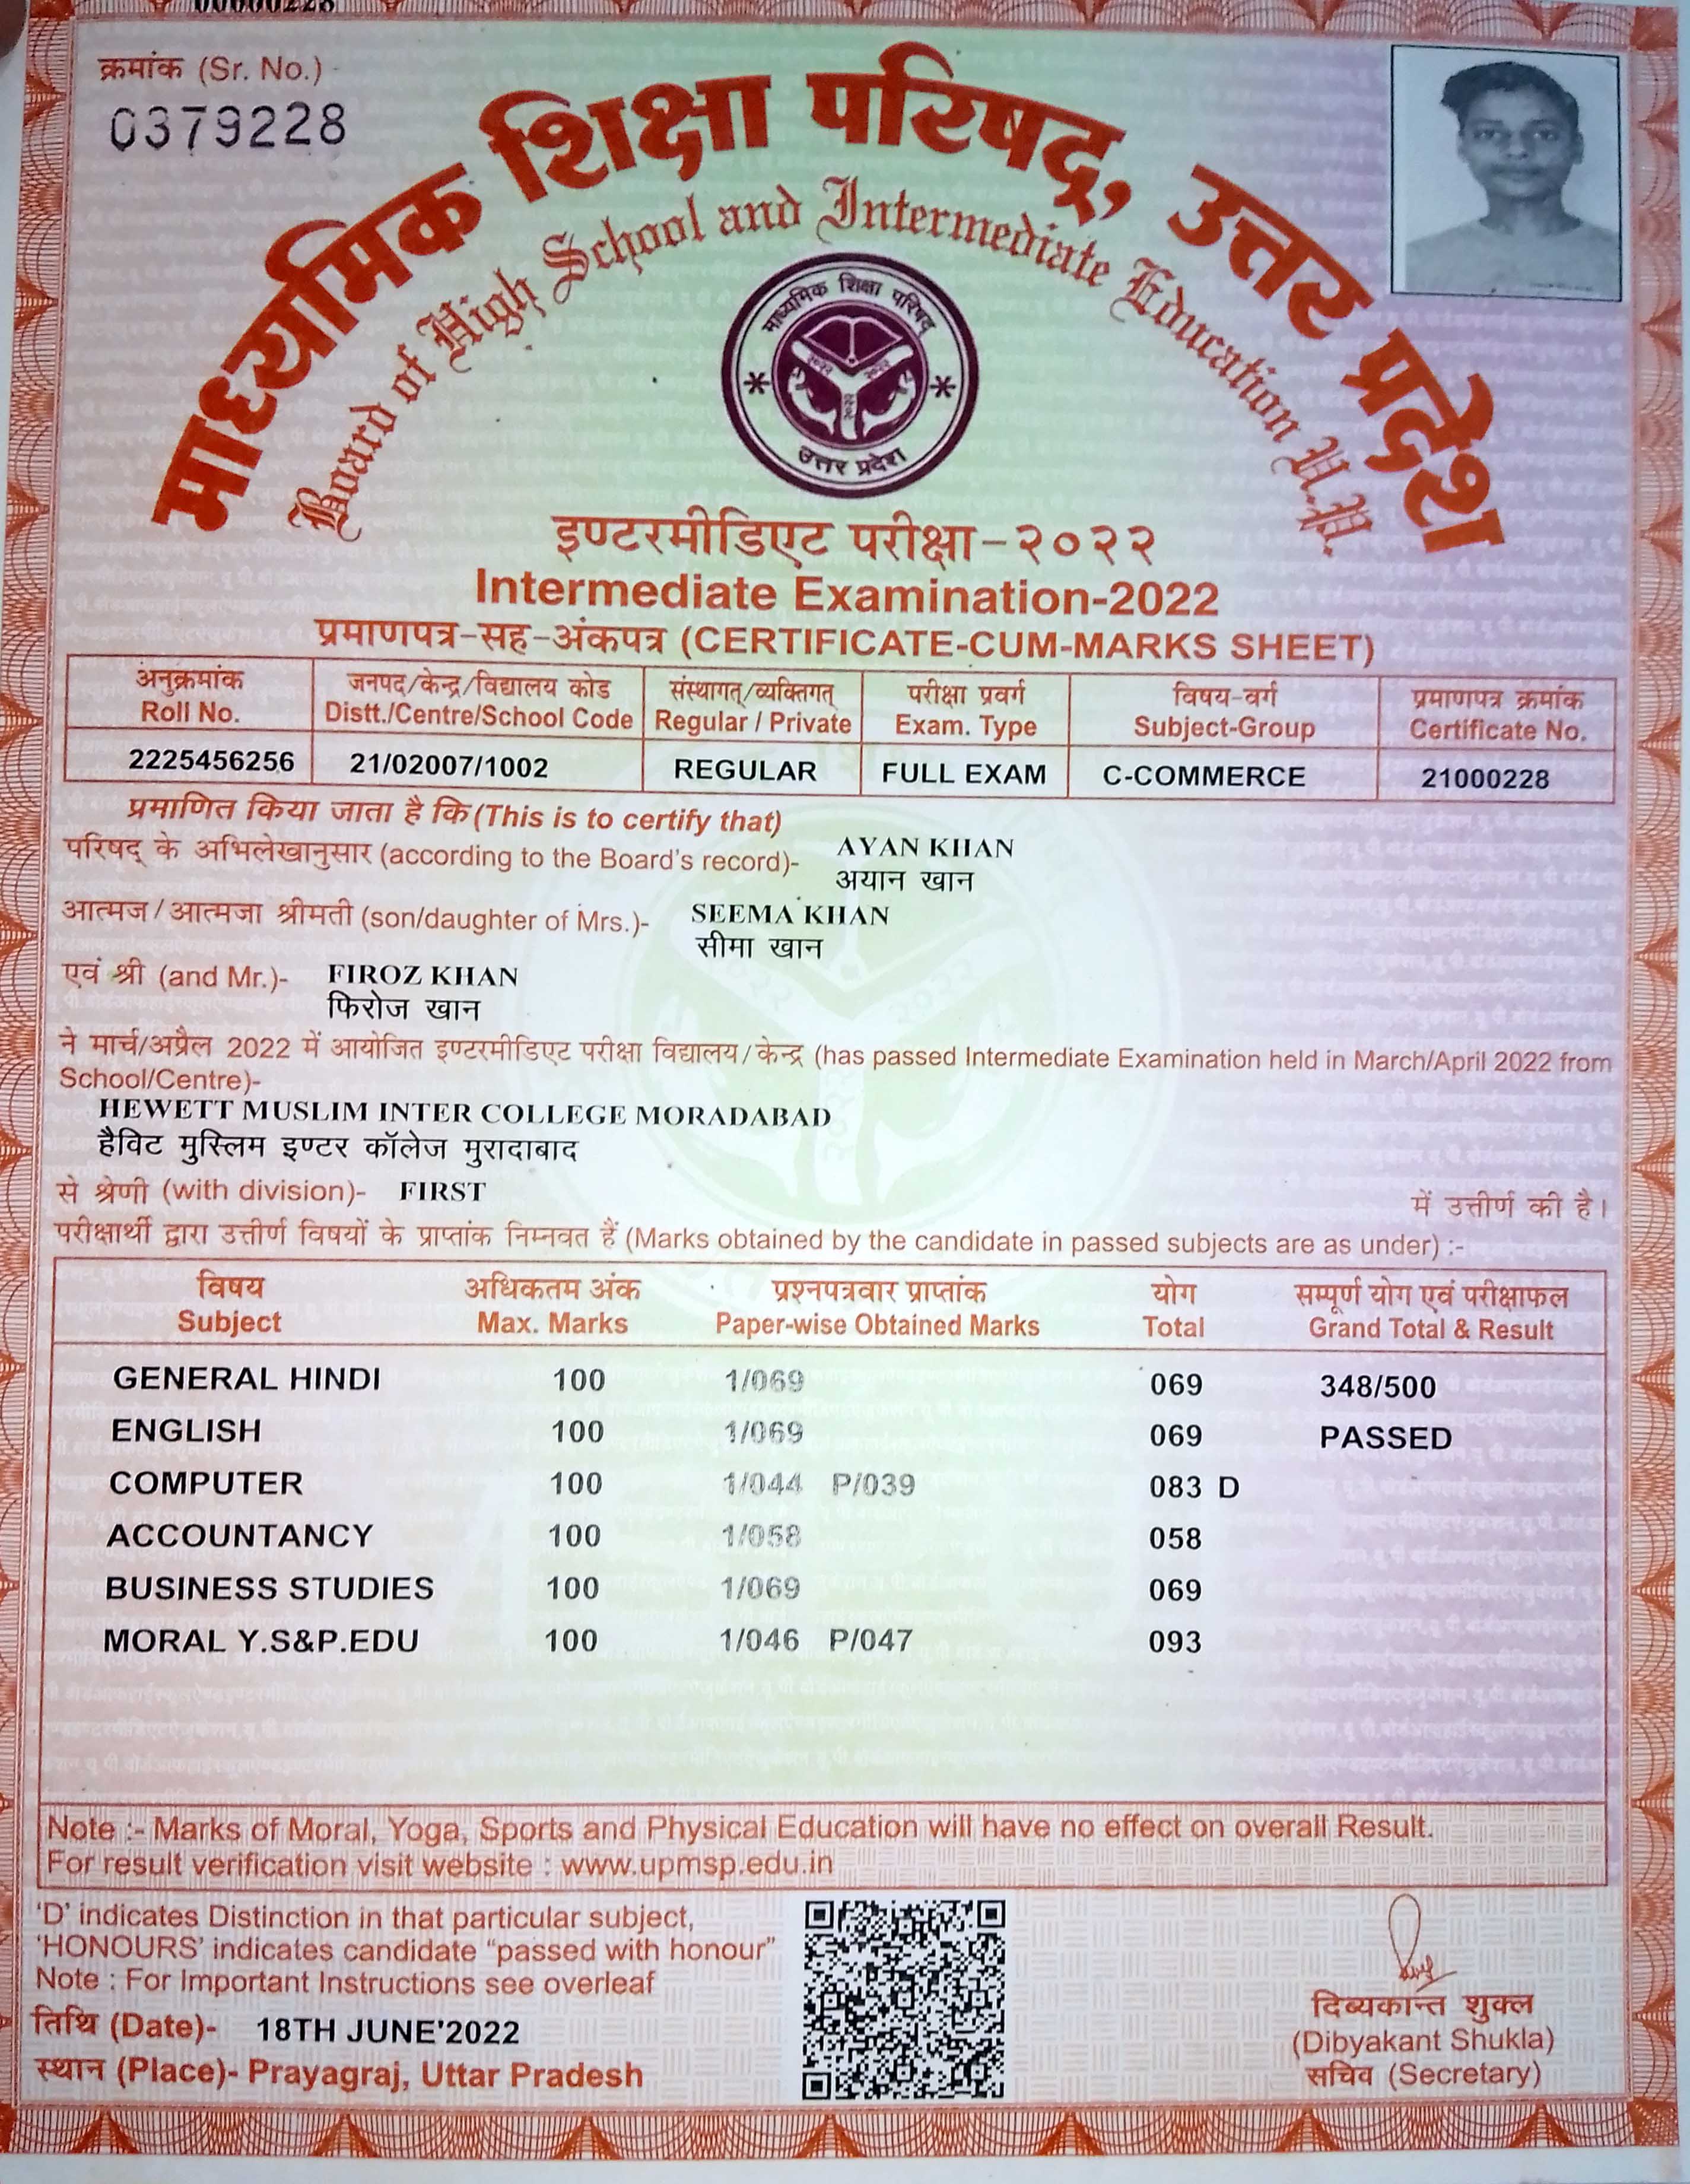 क्रमांक (Sr. No.)
0379228
माध्यमिक शिक्षा परिषद्, उत्तर प्रदेश
Board of High School and Intermediate Education U.P.
माध्यमिक शिक्षा परिषद्
उत्तर प्रदेश
इण्टरमीडिएट परीक्षा-२०२२
Intermediate Examination-2022
प्रमाणपत्र-सह-अंकपत्र (CERTIFICATE-CUM-MARKS SHEET)
अनुक्रमांक जनपद/केन्द्र/विद्यालय कोड संस्थागत्/व्यक्तिगत् परीक्षा प्रवर्ग विषय-वर्ग प्रमाणपत्र क्रमांक
Roll No. Distt./Centre/School Code Regular / Private Exam. Type Subject-Group Certificate No.
2225456256 21/02007/1002 REGULAR FULL EXAM C-COMMERCE 21000228
प्रमाणित किया जाता है कि (This is to certify that)
परिषद् के अभिलेखानुसार (according to the Board's record)- AYAN KHAN
अयान खान
आत्मज/आत्मजा श्रीमती (son/daughter of Mrs.)- SEEMA KHAN
सीमा खान
एवं श्री (and Mr.)- FIROZ KHAN
फिरोज खान
ने मार्च/अप्रैल 2022 में आयोजित इण्टरमीडिएट परीक्षा विद्यालय/केन्द्र (has passed Intermediate Examination held in March/April 2022 from
School/Centre)-
HEWETT MUSLIM INTER COLLEGE MORADABAD
हैविट मुस्लिम इण्टर कॉलेज मुरादाबाद
से श्रेणी (with division)- FIRST में उत्तीर्ण की है।
परीक्षार्थी द्वारा उत्तीर्ण विषयों के प्राप्तांक निम्नवत हैं (Marks obtained by the candidate in passed subjects are as under) :-
विषय अधिकतम अंक प्रश्नपत्रवार प्राप्तांक योग सम्पूर्ण योग एवं परीक्षाफल
Subject Max. Marks Paper-wise Obtained Marks Total Grand Total & Result
GENERAL HINDI 100 1/069 069 348/500
ENGLISH 100 1/069 069 PASSED
COMPUTER 100 1/044 P/039 083 D
ACCOUNTANCY 100 1/058 058
BUSINESS STUDIES 100 1/069 069
MORAL Y.S&P.EDU 100 1/046 P/047 093
Note :- Marks of Moral, Yoga, Sports and Physical Education will have no effect on overall Result.
For result verification visit website : www.upmsp.edu.in
'D' indicates Distinction in that particular subject,
'HONOURS' indicates candidate "passed with honour"
Note : For Important Instructions see overleaf
तिथि (Date)- 18TH JUNE'2022
स्थान (Place)- Prayagraj, Uttar Pradesh
दिव्यकान्त शुक्ल
(Dibyakant Shukla)
सचिव (Secretary)